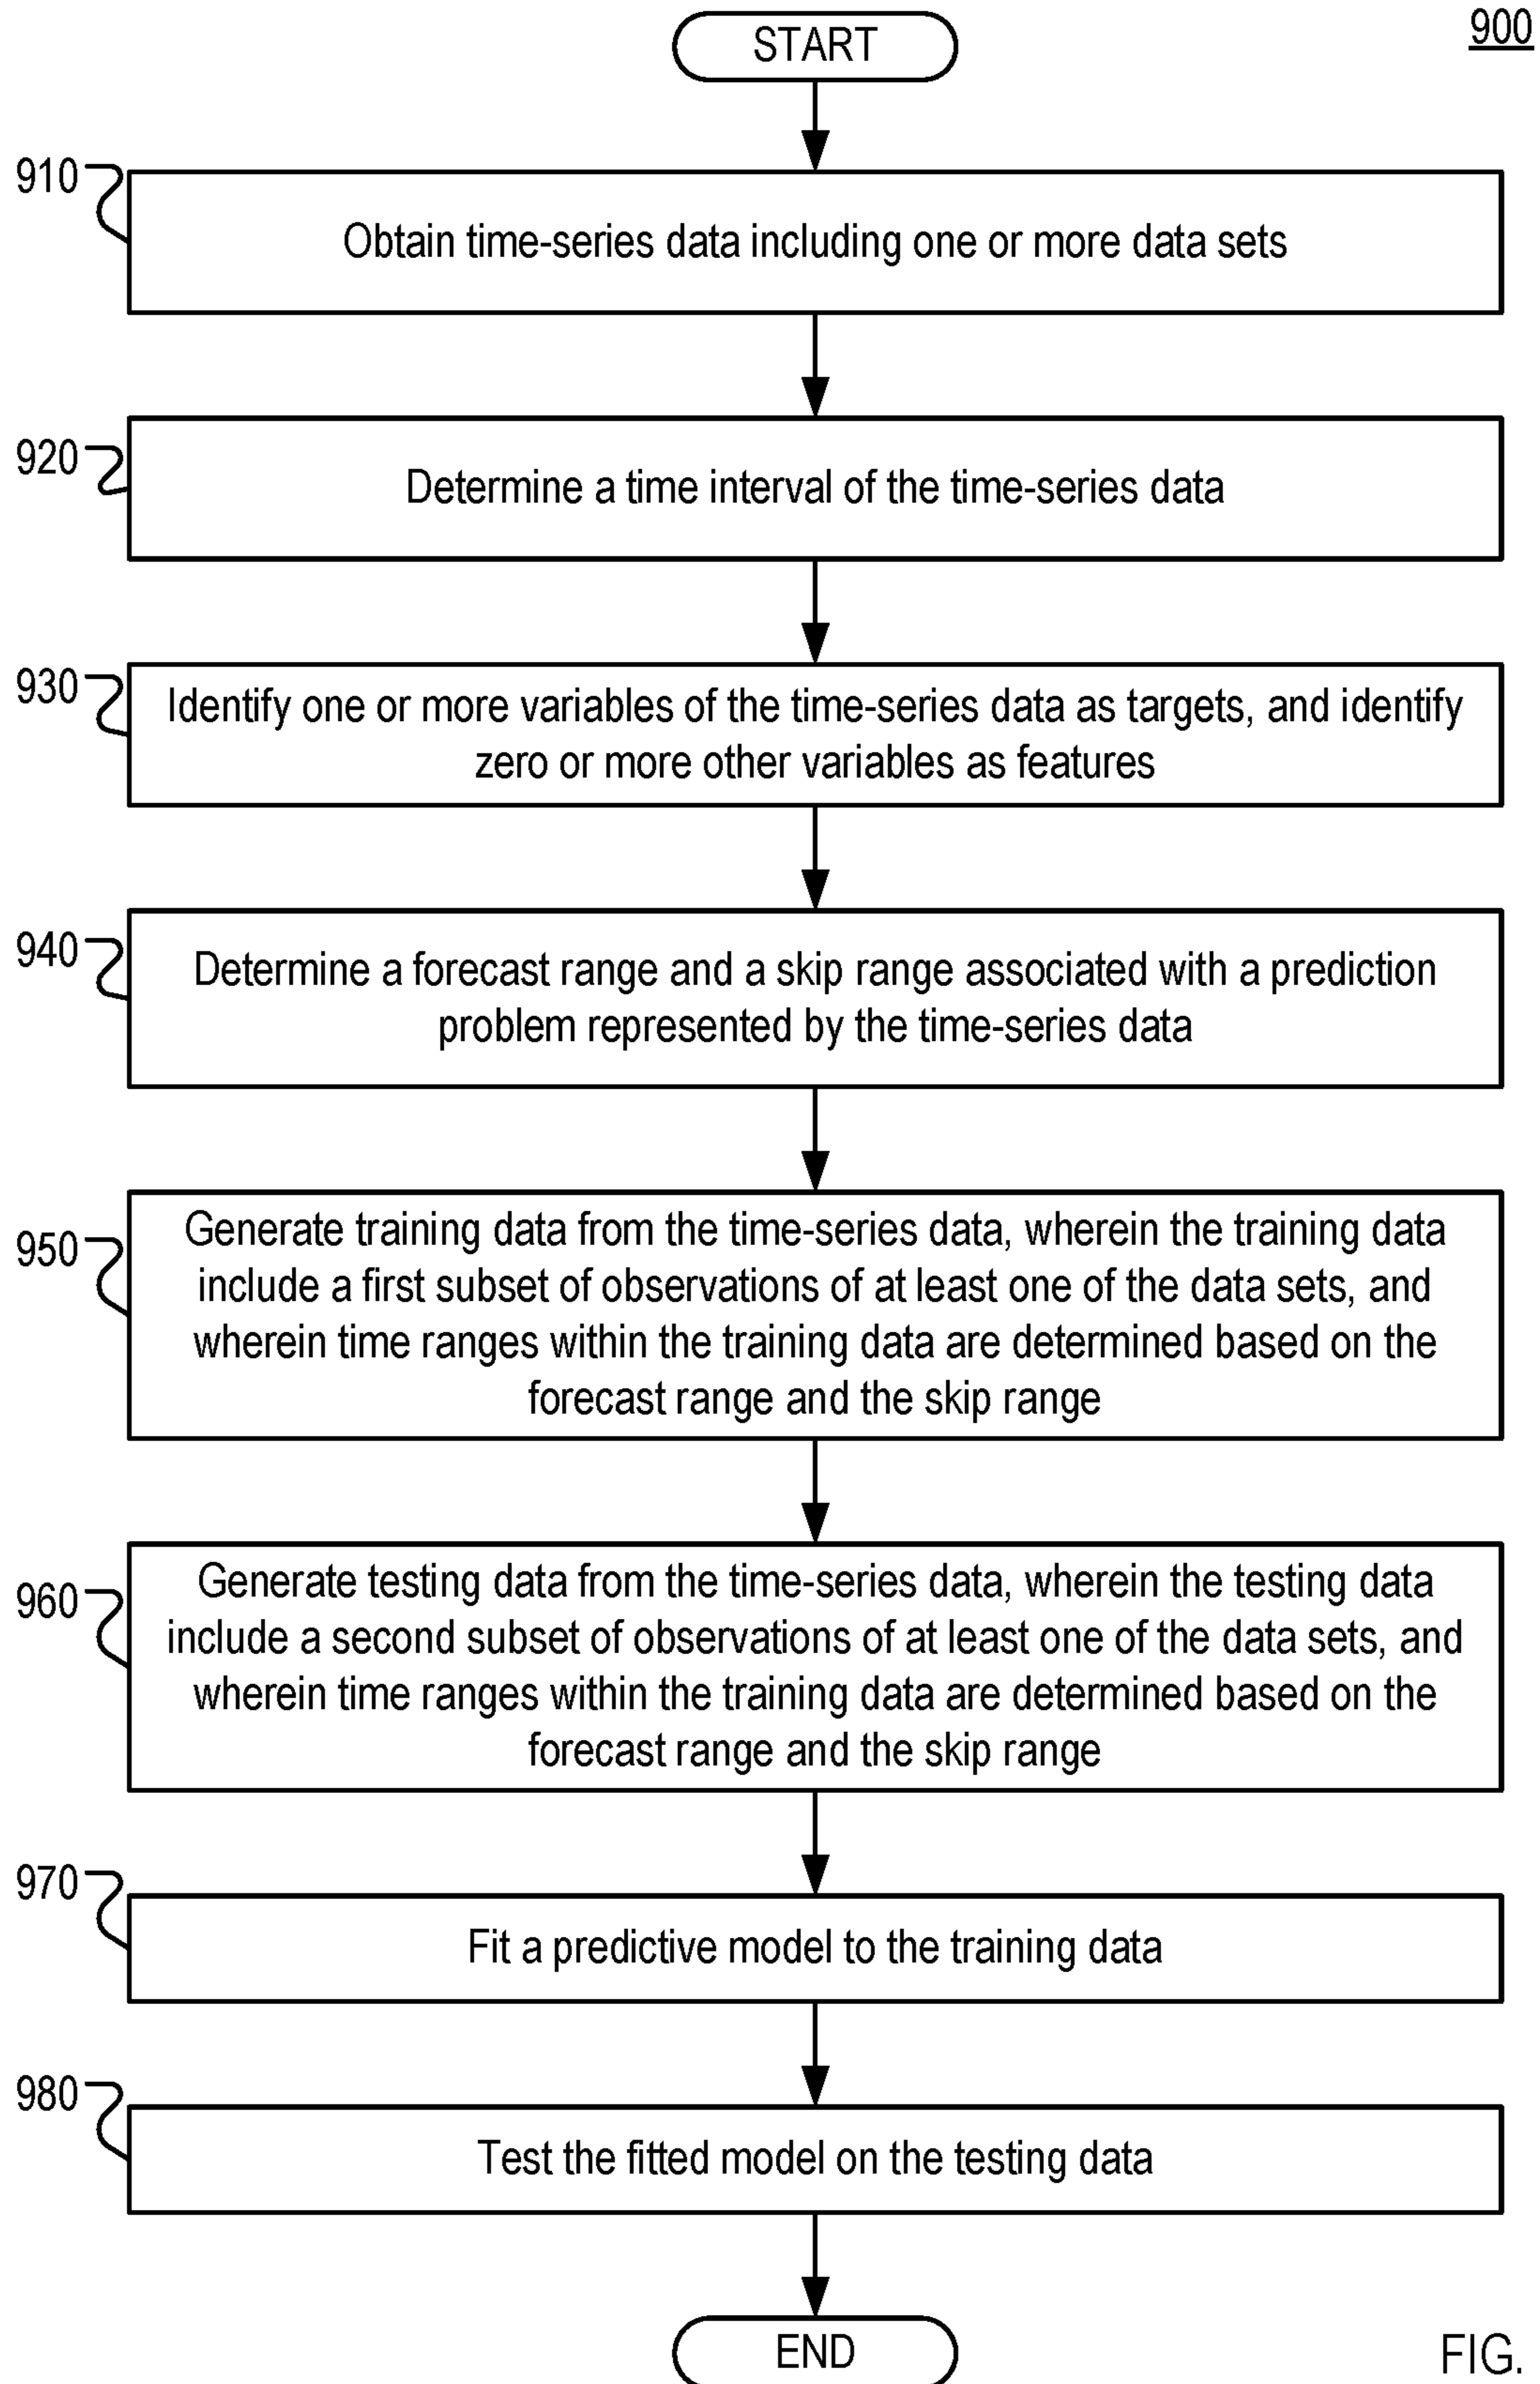 START
900
910
Obtain time-series data including one or more data sets
920
Determine a time interval of the time-series data
930
Identify one or more variables of the time-series data as targets, and identify
zero or more other variables as features
940
Determine a forecast range and a skip range associated with a prediction
problem represented by the time-series data
950
Generate training data from the time-series data, wherein the training data
include a first subset of observations of at least one of the data sets, and
wherein time ranges within the training data are determined based on the
forecast range and the skip range
960
Generate testing data from the time-series data, wherein the testing data
include a second subset of observations of at least one of the data sets, and
wherein time ranges within the training data are determined based on the
forecast range and the skip range
970
Fit a predictive model to the training data
980
Test the fitted model on the testing data
END
FIG.